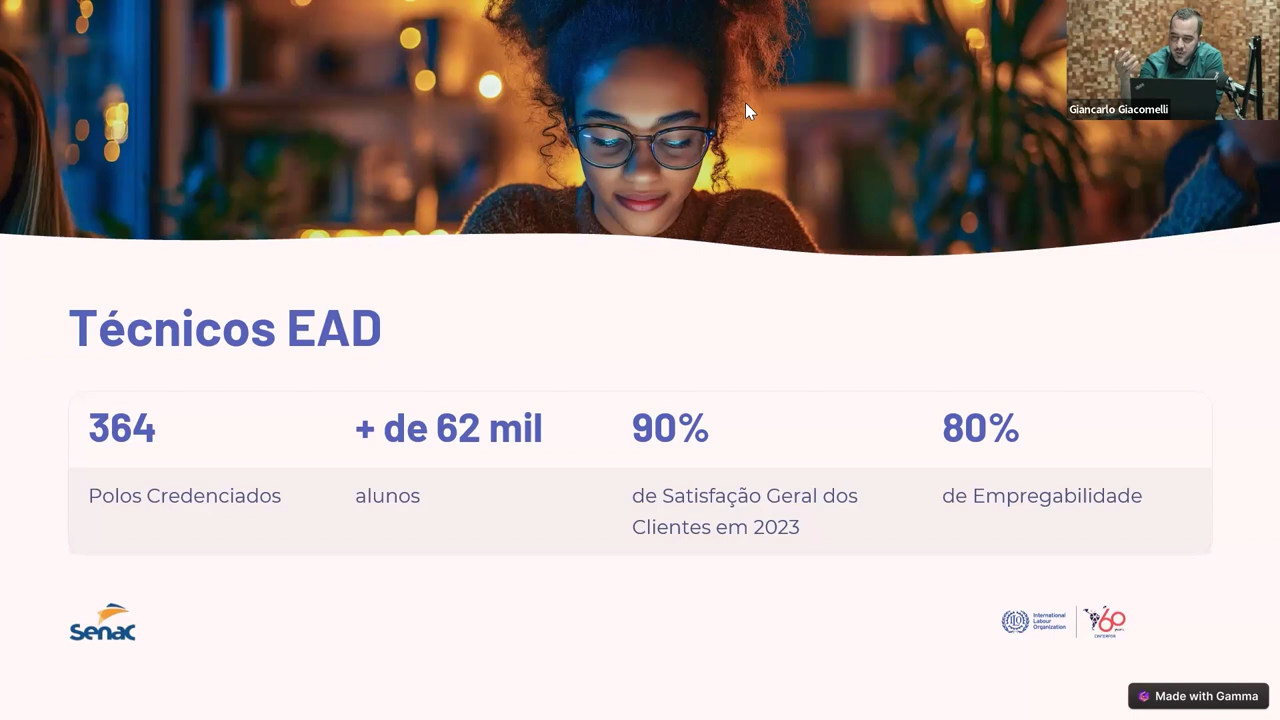 Giancarlo Giacomelli
Técnicos EAD
364
+ de 62 mil
90%
80%
Polos Credenciados
alunos
de Satisfação Geral dos
Clientes em 2023
de Empregabilidade
Senac
International
Labour
Organization
60
Made with Gamma